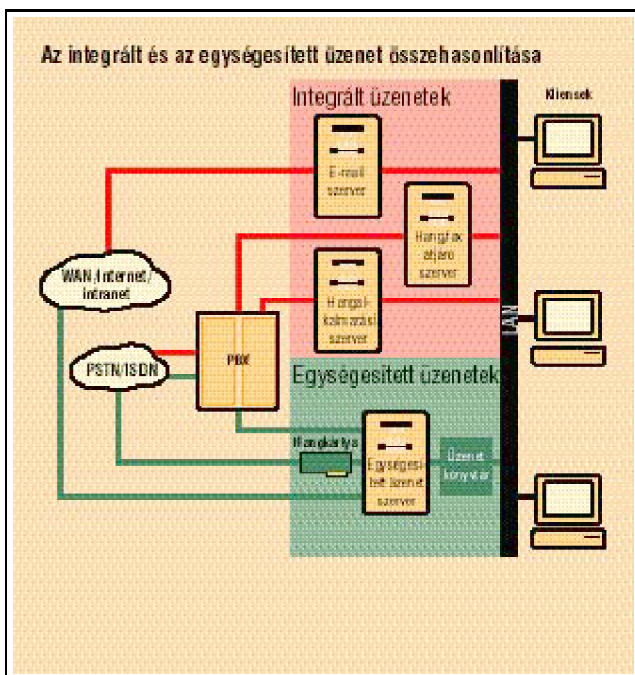 Az integrált és az egységesített üzenet összehasonlítása
Integrált üzenetek
Kliensek
E-mail
szerver
Hang/fax
átjáró
szerver
WAN/Internet/
intranet
Hangal-
kalmazási
szerver
LAN
PBX
PSTN/ISDN
Egységesített üzenetek
Hangkártya
Egységesí-
tett üzenet
szerver
Üzenet
könyvtár